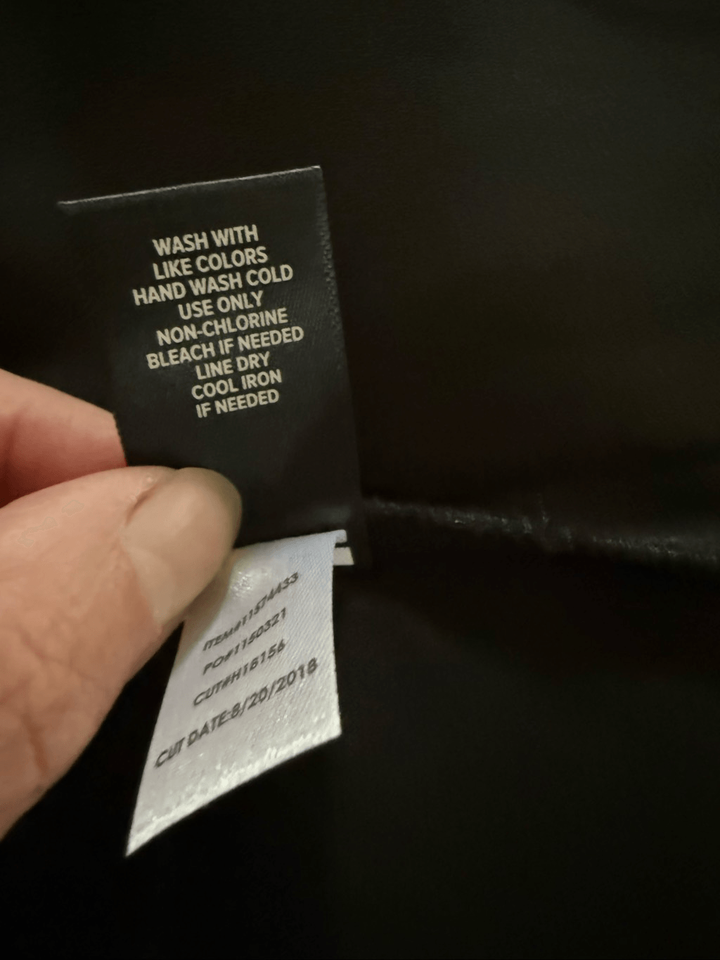 WASH WITH
LIKE COLORS
HAND WASH COLD
USE ONLY
NON-CHLORINE
BLEACH IF NEEDED
LINE DRY
COOL IRON
IF NEEDED
ITEM#11574433
PO#1150321
CUT#H18156
CUT DATE:8/20/2018